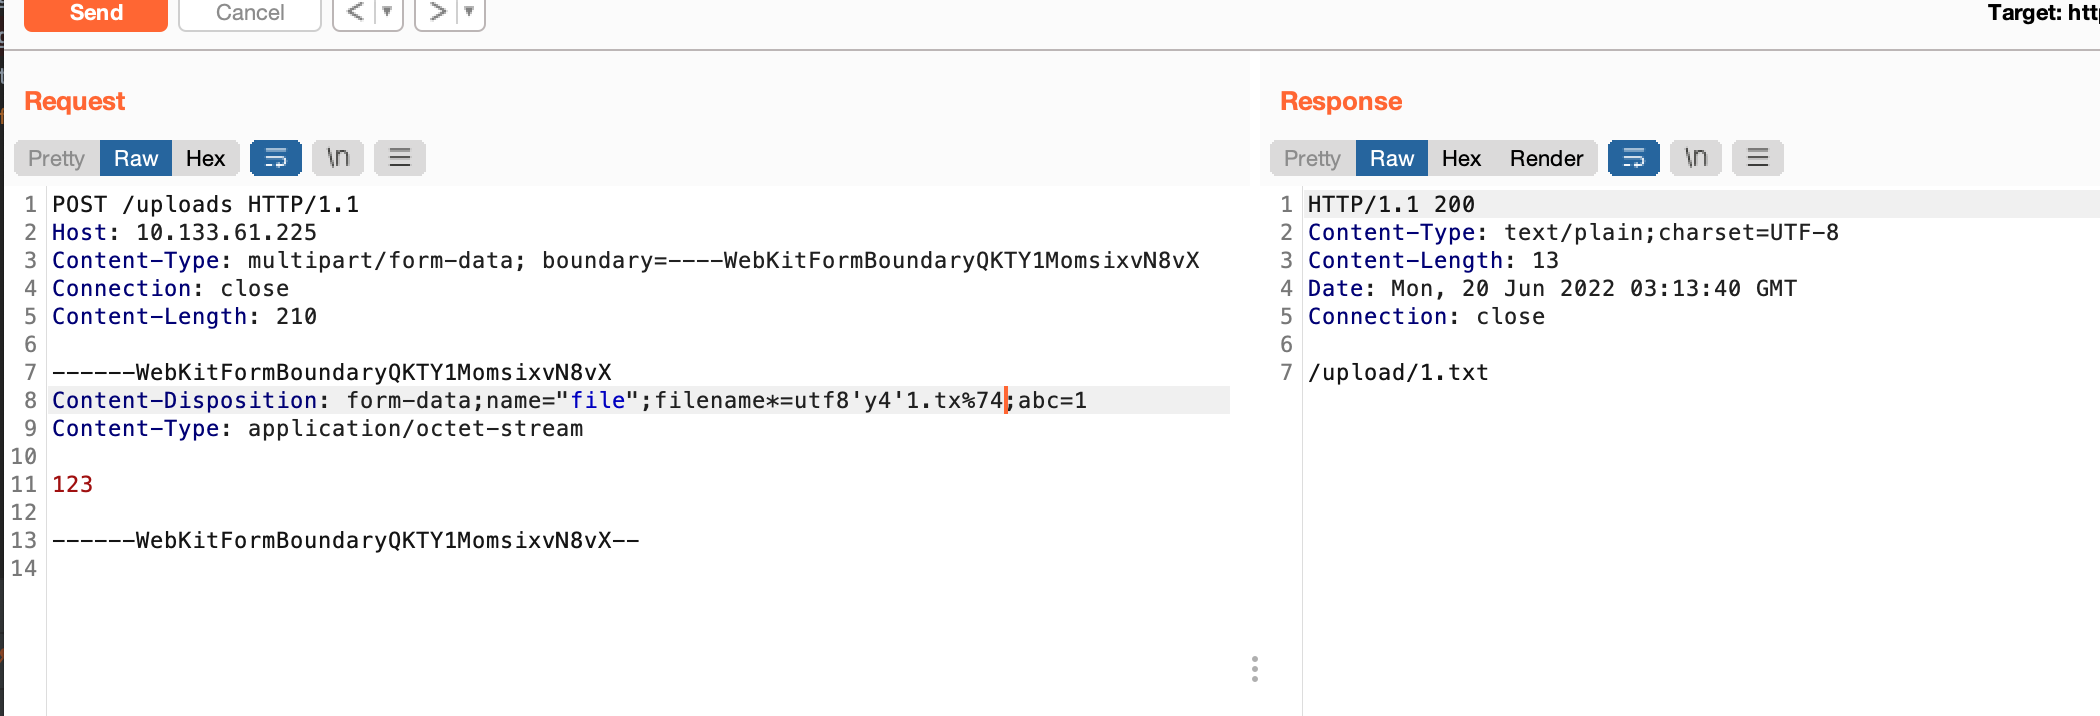 Send Cancel < ▼ > ▼
Target: htt
Request
Response
Pretty Raw Hex \n
Pretty Raw Hex Render \n
1 POST /uploads HTTP/1.1
2 Host: 10.133.61.225
3 Content-Type: multipart/form-data; boundary=----WebKitFormBoundaryQKTY1MomsixvN8vX
4 Connection: close
5 Content-Length: 210
6
7 ------WebKitFormBoundaryQKTY1MomsixvN8vX
8 Content-Disposition: form-data;name="file";filename*=utf8'y4'1.tx%74;abc=1
9 Content-Type: application/octet-stream
10
11 123
12
13 ------WebKitFormBoundaryQKTY1MomsixvN8vX--
14
1 HTTP/1.1 200
2 Content-Type: text/plain;charset=UTF-8
3 Content-Length: 13
4 Date: Mon, 20 Jun 2022 03:13:40 GMT
5 Connection: close
6
7 /upload/1.txt